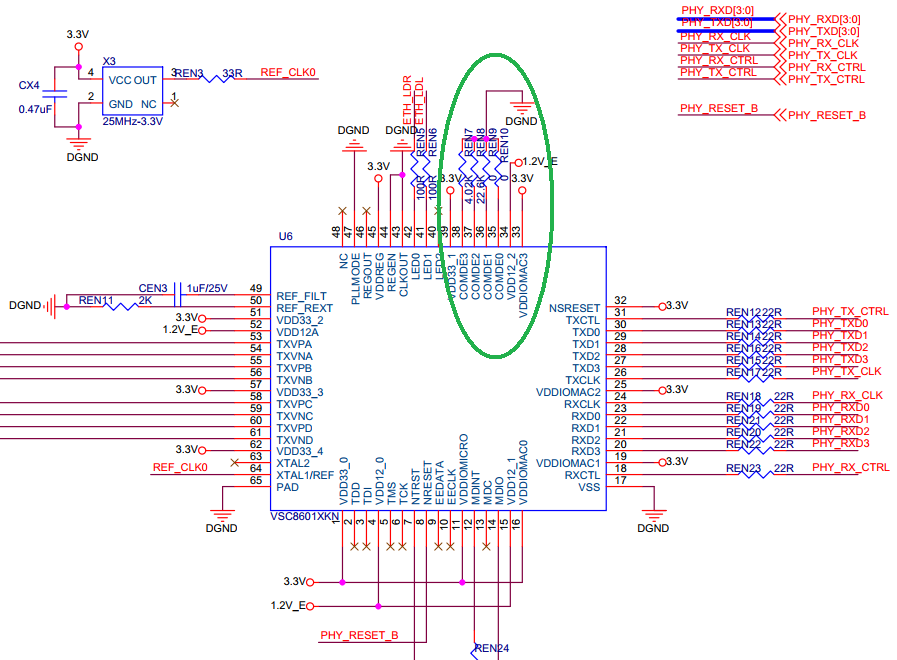 PHY_RXD[3:0]
PHY_RXD[3:0]
PHY_TXD[3:0]
PHY_TXD[3:0]
PHY_RX_CLK
PHY_RX_CLK
PHY_TX_CLK
PHY_TX_CLK
PHY_RX_CTRL
PHY_RX_CTRL
PHY_TX_CTRL
PHY_TX_CTRL
PHY_RESET_B
PHY_RESET_B
3.3V
X3
4 VCC OUT 3 REN3 33R REF_CLK0
CX4
0.47uF
2 GND NC 1
25MHz-3.3V
DGND
ETH_LDR
ETH_LDL
DGND
DGND
DGND
REN5
REN6
REN7
REN8
REN9
REN10
100R
100R
4.02K
22.6K
0
0
3.3V
3.3V
1.2V_E
3.3V
U6
48
47
46
45
44
43
42
41
40
39
38
37
36
35
34
33
NC
PLLMODE
REGOUT
VDDREG
REGEN
CLKOUT
LED0
LED1
VDD33_1
COMDE3
COMDE2
COMDE1
COMDE0
VDD12_2
VDDIOMAC3
DGND
CEN3 1uF/25V
REN11 2K
49 REF_FILT
50 REF_REXT
3.3V 51 VDD33_2
1.2V_E 52 VDD12A
53 TXVPA
54 TXVNA
55 TXVPB
56 TXVNB
3.3V 57 VDD33_3
58 TXVPC
59 TXVNC
60 TXVPD
61 TXVND
3.3V 62 VDD33_4
63 XTAL2
REF_CLK0 64 XTAL1/REF
65 PAD
DGND
NSRESET 32 3.3V
TXCTL 31 REN12 22R PHY_TX_CTRL
TXD0 30 REN13 22R PHY_TXD0
TXD1 29 REN14 22R PHY_TXD1
TXD2 28 REN16 22R PHY_TXD2
TXD3 27 REN15 22R PHY_TXD3
TXCLK 26 REN17 22R PHY_TX_CLK
VDDIOMAC2 25 3.3V
RXCLK 24 REN18 22R PHY_RX_CLK
RXD0 23 REN19 22R PHY_RXD0
RXD1 22 REN21 22R PHY_RXD1
RXD2 21 REN20 22R PHY_RXD2
RXD3 20 REN22 22R PHY_RXD3
VDDIOMAC1 19 3.3V
RXCTL 18 REN23 22R PHY_RX_CTRL
VSS 17
DGND
VDD33_0
TDD
TDI
VDD12_0
TMS
TCK
NTRST
NRESET
EEDATA
EECLK
VDDIOMICRO
MDINT
MDC
MDIO
VDD12_1
VDDIOMAC0
VSC8601XKN
1
2
3
4
5
6
7
8
9
10
11
12
13
14
15
16
3.3V
1.2V_E
PHY_RESET_B
REN24